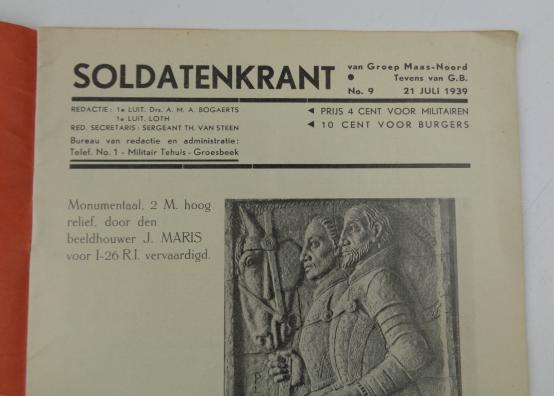 SOLDATENKRANT
van Groep Maas-Noord
● Tevens van G.B.
No. 9 21 JULI 1939
REDACTIE: 1e LUIT. Drs. A. M. A. BOGAERTS
1e LUIT. LOTH
RED. SECRETARIS: SERGEANT TH. VAN STEEN
Bureau van redactie en administratie:
Telef. No. 1 - Militair Tehuis - Groesbeek
◄ PRIJS 4 CENT VOOR MILITAIREN
◄ 10 CENT VOOR BURGERS
Monumentaal, 2 M. hoog
relief, door den
beeldhouwer J. MARIS
voor I-26 R.I. vervaardigd.